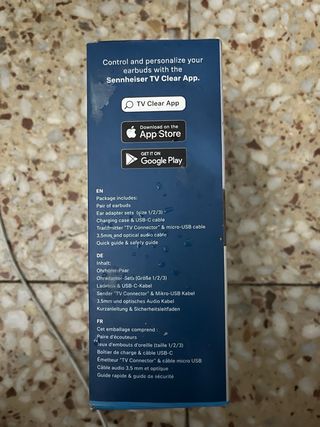 Control and personalize your
earbuds with the
Sennheiser TV Clear App.
TV Clear App
Download on the
App Store
GET IT ON
Google Play
EN
Package includes:
Pair of earbuds
Ear adapter sets (size 1/2/3)
Charging case & USB-C cable
Transmitter "TV Connector" & micro-USB cable
3.5mm and optical audio cable
Quick guide & safety guide
DE
Inhalt:
Ohrhörer-Paar
Ohradapter-Sets (Größe 1/2/3)
Ladebox & USB-C-Kabel
Sender "TV Connector" & Mikro-USB Kabel
3.5mm und optisches Audio Kabel
Kurzanleitung & Sicherheitsleitfaden
FR
Cet emballage comprend :
Paire d'écouteurs
Jeux d'embouts d'oreille (taille 1/2/3)
Boîtier de charge & câble USB-C
Émetteur "TV Connector" & câble micro USB
Câble audio 3.5 mm et optique
Guide rapide & guide de sécurité